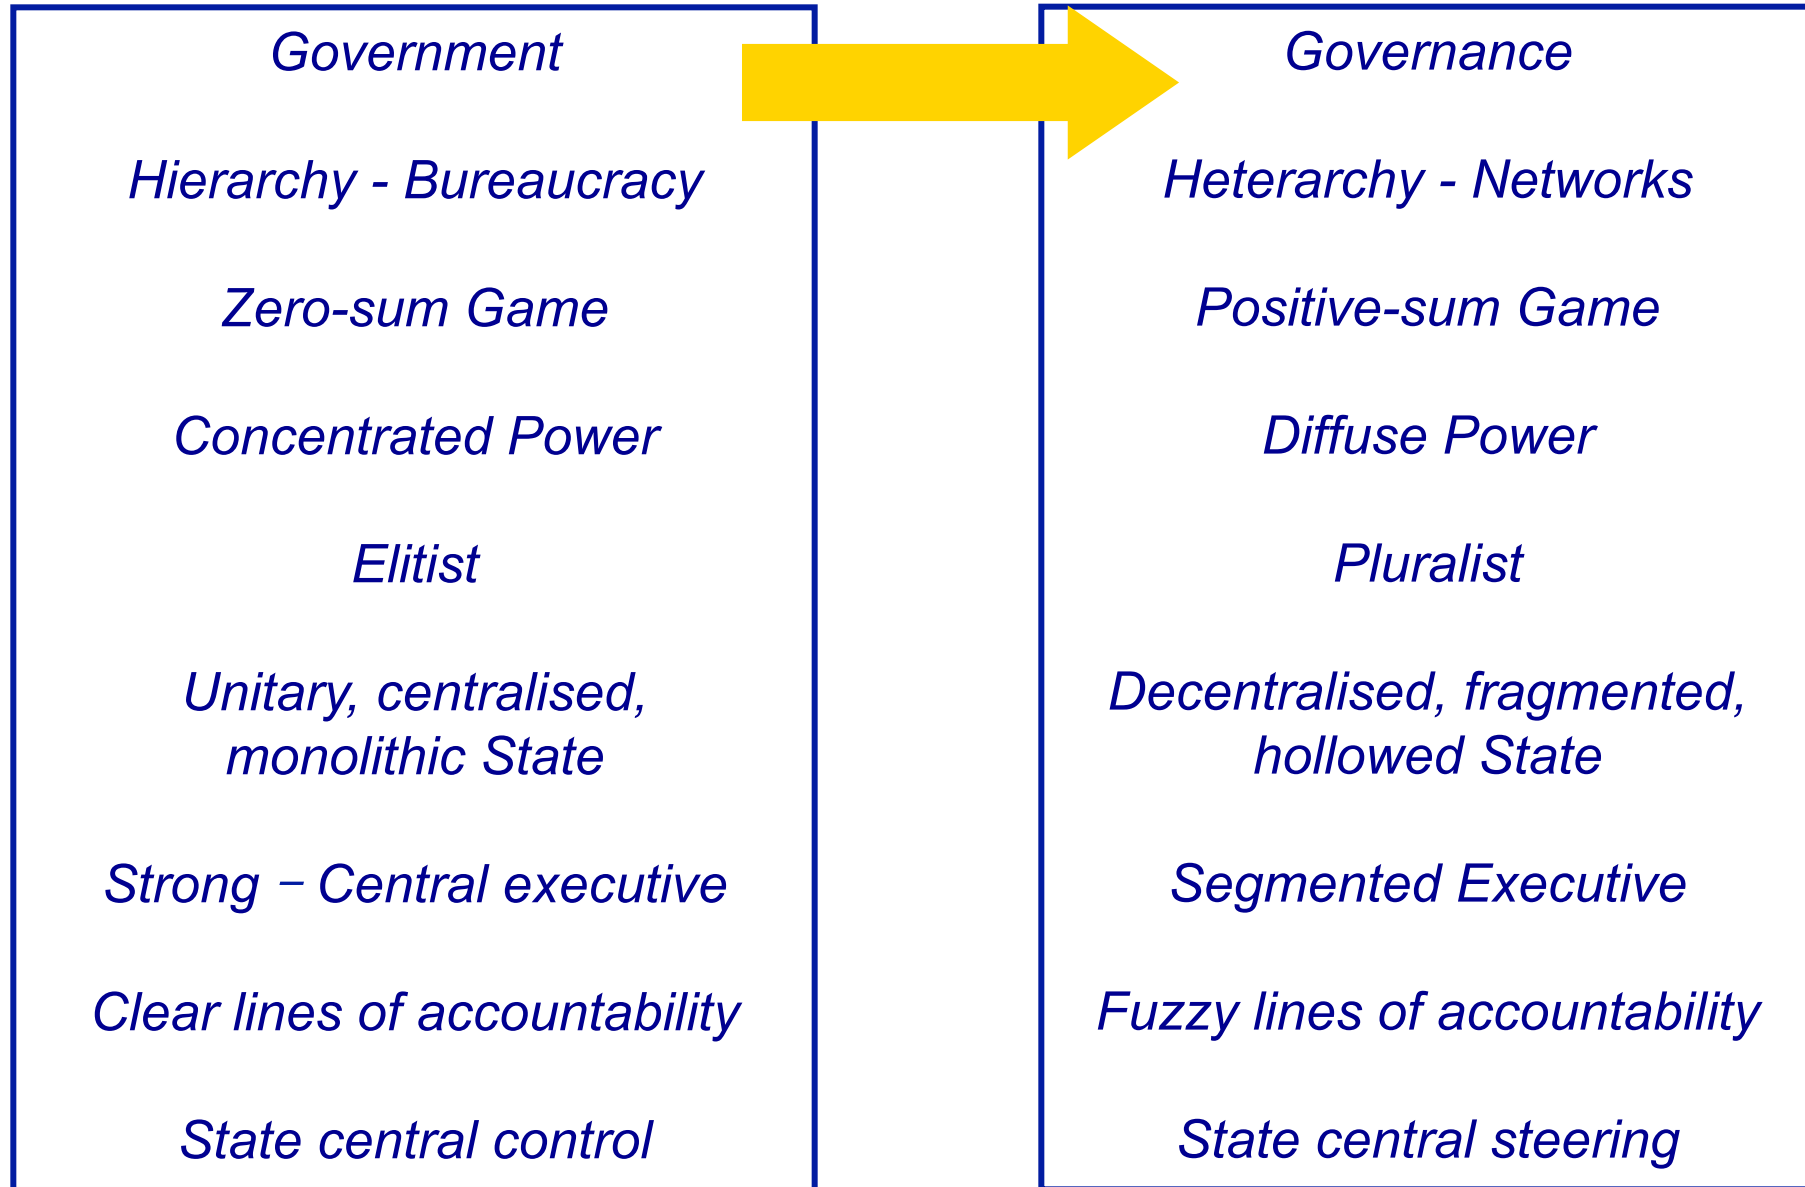 Government
Hierarchy - Bureaucracy
Zero-sum Game
Concentrated Power
Elitist
Unitary, centralised,
monolithic State
Strong – Central executive
Clear lines of accountability
State central control
Governance
Heterarchy - Networks
Positive-sum Game
Diffuse Power
Pluralist
Decentralised, fragmented,
hollowed State
Segmented Executive
Fuzzy lines of accountability
State central steering